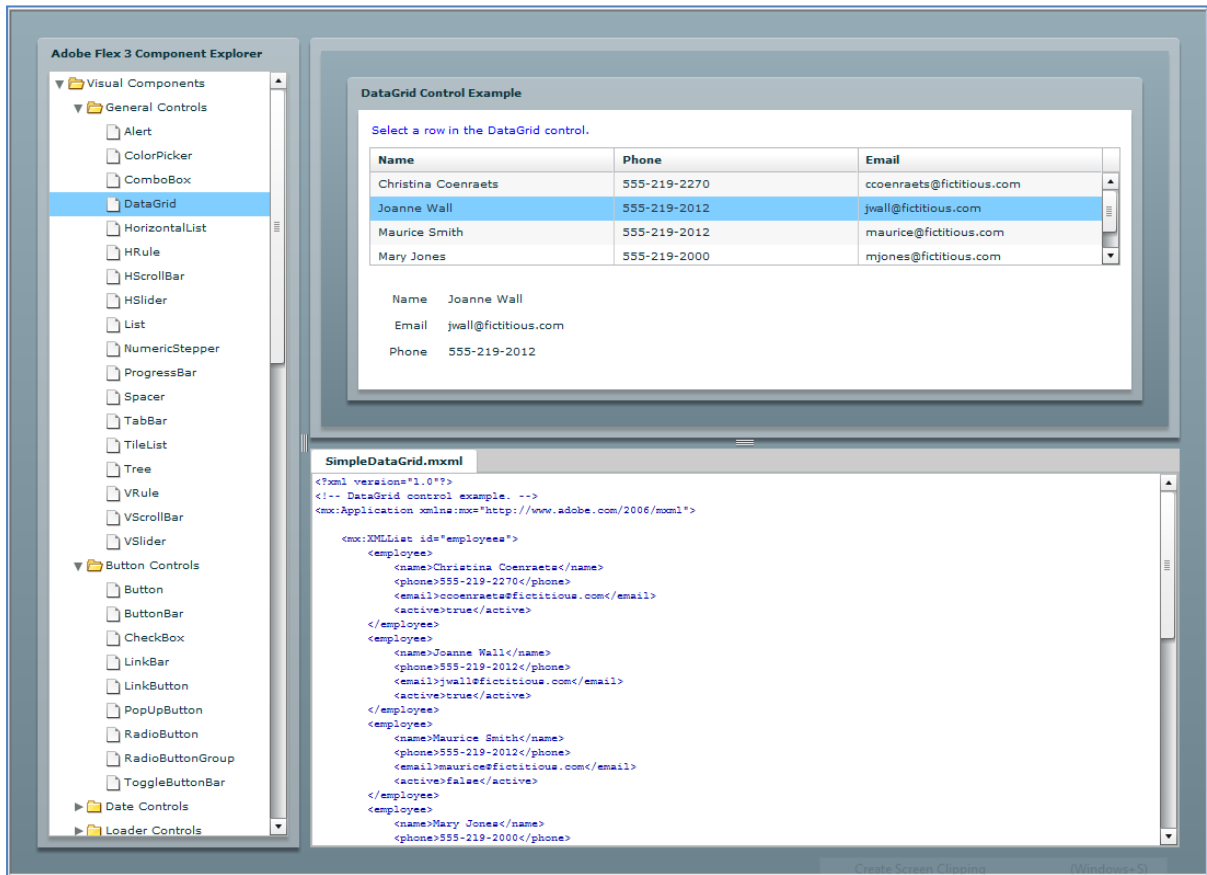 Adobe Flex 3 Component Explorer
Visual Components
General Controls
Alert
ColorPicker
ComboBox
DataGrid
HorizontalList
HRule
HScrollBar
HSlider
List
NumericStepper
ProgressBar
Spacer
TabBar
TileList
Tree
VRule
VScrollBar
VSlider
Button Controls
Button
ButtonBar
CheckBox
LinkBar
LinkButton
PopUpButton
RadioButton
RadioButtonGroup
ToggleButtonBar
Date Controls
Loader Controls
DataGrid Control Example
Select a row in the DataGrid control.
Name Phone Email
Christina Coenraets 555-219-2270 ccoenraets@fictitious.com
Joanne Wall 555-219-2012 jwall@fictitious.com
Maurice Smith 555-219-2012 maurice@fictitious.com
Mary Jones 555-219-2000 mjones@fictitious.com
Name Joanne Wall
Email jwall@fictitious.com
Phone 555-219-2012
SimpleDataGrid.mxml
<?xml version="1.0"?>
<!-- DataGrid control example. -->
<mx:Application xmlns:mx="http://www.adobe.com/2006/mxml">
<mx:XMLList id="employees">
<employee>
<name>Christina Coenraets</name>
<phone>555-219-2270</phone>
<email>ccoenraets@fictitious.com</email>
<active>true</active>
</employee>
<employee>
<name>Joanne Wall</name>
<phone>555-219-2012</phone>
<email>jwall@fictitious.com</email>
<active>true</active>
</employee>
<employee>
<name>Maurice Smith</name>
<phone>555-219-2012</phone>
<email>maurice@fictitious.com</email>
<active>false</active>
</employee>
<employee>
<name>Mary Jones</name>
<phone>555-219-2000</phone>
Create Screen Clipping (Windows+S)